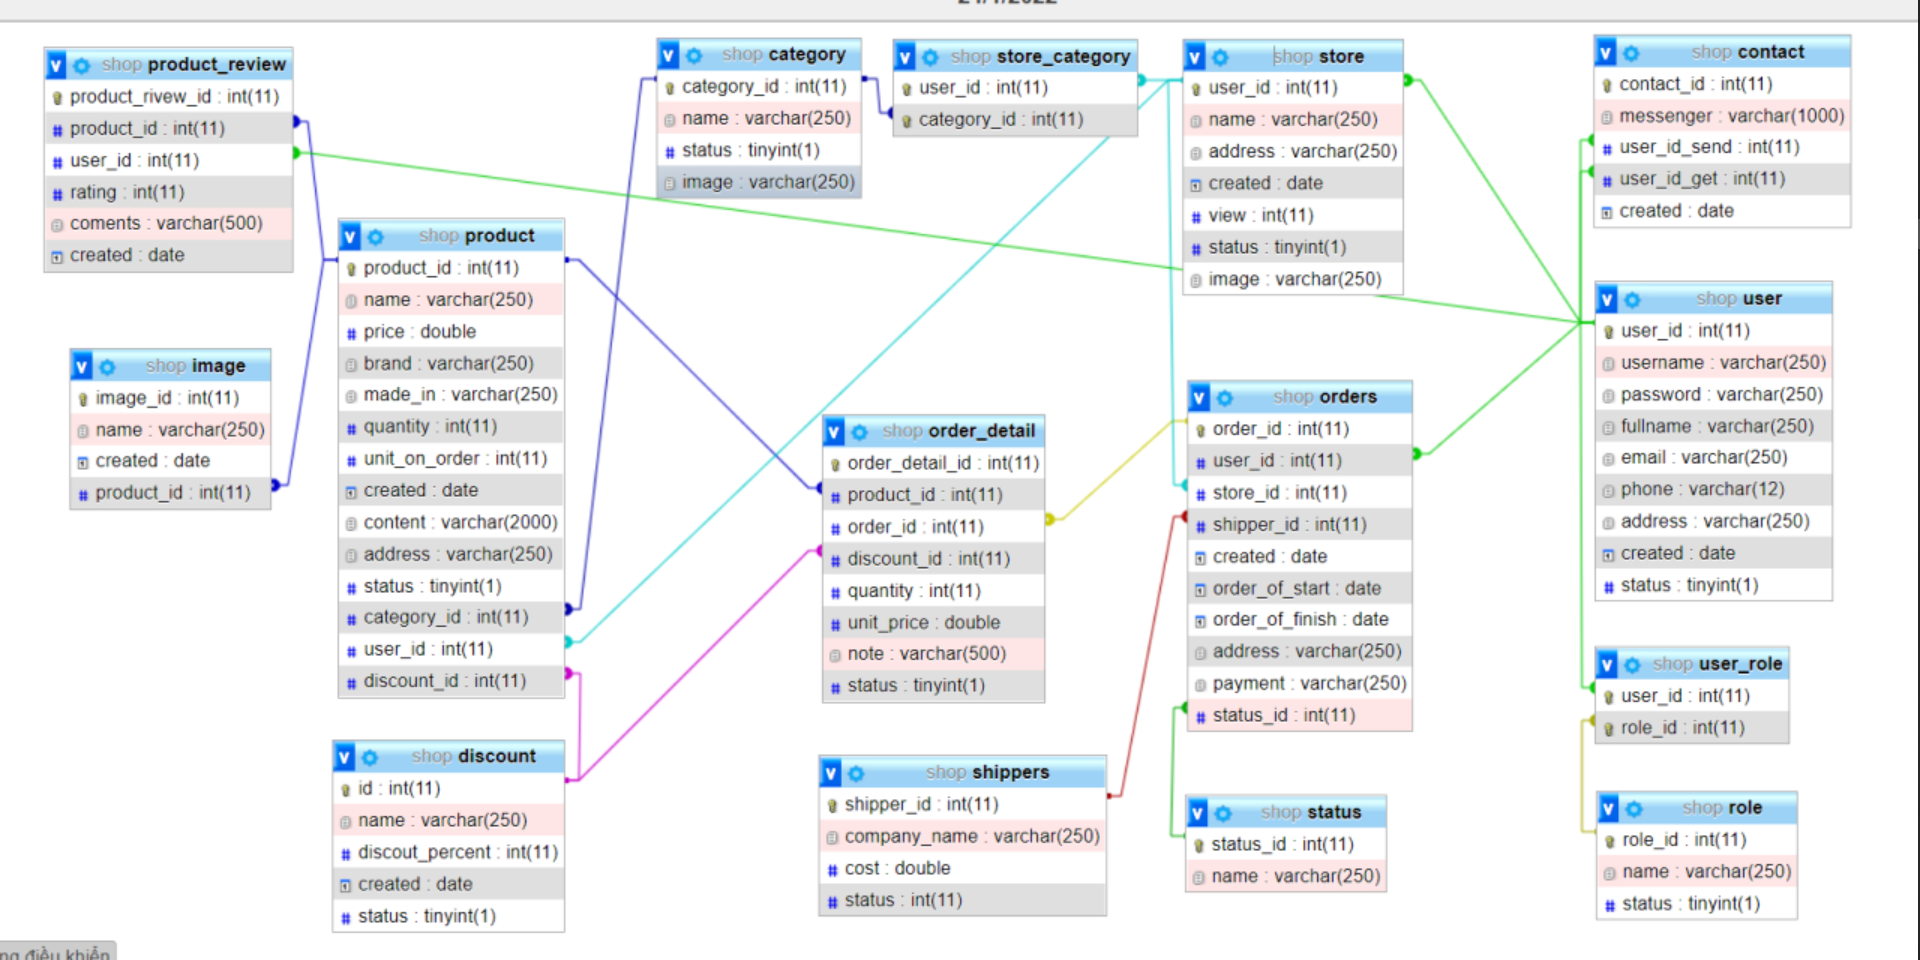 shop product_review
product_rivew_id : int(11)
product_id : int(11)
user_id : int(11)
rating : int(11)
coments : varchar(500)
created : date
shop category
category_id : int(11)
name : varchar(250)
status : tinyint(1)
image : varchar(250)
shop store_category
user_id : int(11)
category_id : int(11)
shop store
user_id : int(11)
name : varchar(250)
address : varchar(250)
created : date
view : int(11)
status : tinyint(1)
image : varchar(250)
shop contact
contact_id : int(11)
messenger : varchar(1000)
user_id_send : int(11)
user_id_get : int(11)
created : date
shop product
product_id : int(11)
name : varchar(250)
price : double
brand : varchar(250)
made_in : varchar(250)
quantity : int(11)
unit_on_order : int(11)
created : date
content : varchar(2000)
address : varchar(250)
status : tinyint(1)
category_id : int(11)
user_id : int(11)
discount_id : int(11)
shop image
image_id : int(11)
name : varchar(250)
created : date
product_id : int(11)
shop order_detail
order_detail_id : int(11)
product_id : int(11)
order_id : int(11)
discount_id : int(11)
quantity : int(11)
unit_price : double
note : varchar(500)
status : tinyint(1)
shop orders
order_id : int(11)
user_id : int(11)
store_id : int(11)
shipper_id : int(11)
created : date
order_of_start : date
order_of_finish : date
address : varchar(250)
payment : varchar(250)
status_id : int(11)
shop user
user_id : int(11)
username : varchar(250)
password : varchar(250)
fullname : varchar(250)
email : varchar(250)
phone : varchar(12)
address : varchar(250)
created : date
status : tinyint(1)
shop user_role
user_id : int(11)
role_id : int(11)
shop discount
id : int(11)
name : varchar(250)
discout_percent : int(11)
created : date
status : tinyint(1)
shop shippers
shipper_id : int(11)
company_name : varchar(250)
cost : double
status : int(11)
shop status
status_id : int(11)
name : varchar(250)
shop role
role_id : int(11)
name : varchar(250)
status : tinyint(1)
điều khiển